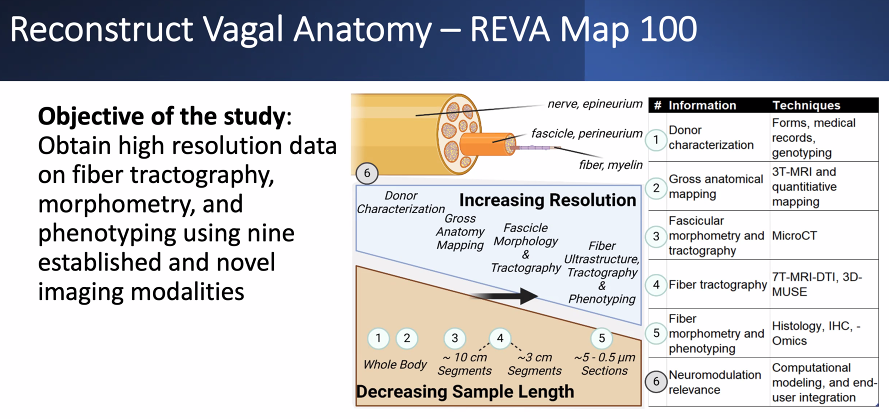 Reconstruct Vagal Anatomy – REVA Map 100
Objective of the study:
Obtain high resolution data
on fiber tractography,
morphometry, and
phenotyping using nine
established and novel
imaging modalities
nerve, epineurium
fascicle, perineurium
fiber, myelin
6
Donor
Characterization
Increasing Resolution
Gross
Anatomy
Mapping
Fascicle
Morphology
&
Tractography
Fiber
Ultrastructure,
Tractography
&
Phenotyping
1 2 3 4 5
Whole Body
~ 10 cm
Segments
~3 cm
Segments
~5 - 0.5 µm
Sections
Decreasing Sample Length
# Information Techniques
1 Donor
characterization
Forms, medical
records,
genotyping
2 Gross anatomical
mapping
3T-MRI and
quantitiative
mapping
3 Fascicular
morphometry and
tractography
MicroCT
4 Fiber tractography
7T-MRI-DTI, 3D-
MUSE
5 Fiber
morphometry and
phenotyping
Histology, IHC, -
Omics
6 Neuromodulation
relevance
Computational
modeling, and end-
user integration